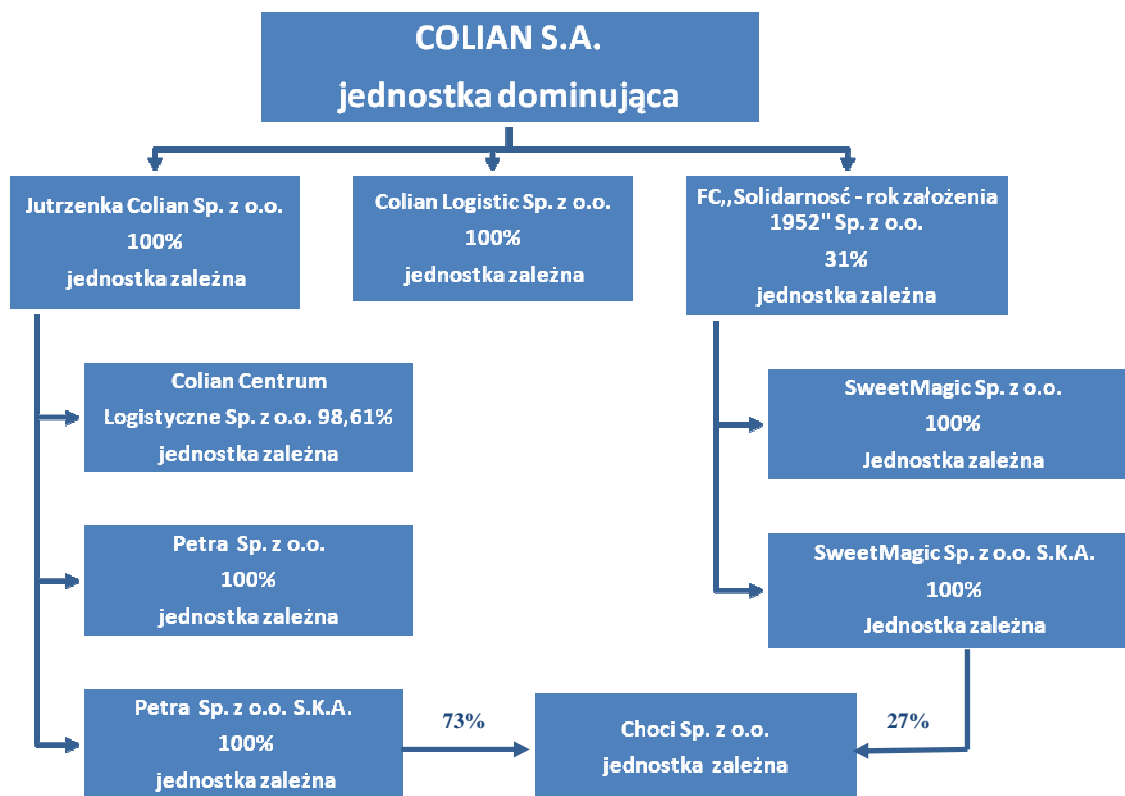 COLIAN S.A.
jednostka dominująca
Jutrzenka Colian Sp. z o.o.
100%
jednostka zależna
Colian Logistic Sp. z o.o.
100%
jednostka zależna
FC,,Solidarnosć - rok założenia
1952" Sp. z o.o.
31%
jednostka zależna
Colian Centrum
Logistyczne Sp. z o.o. 98,61%
jednostka zależna
SweetMagic Sp. z o.o.
100%
Jednostka zależna
Petra Sp. z o.o.
100%
jednostka zależna
SweetMagic Sp. z o.o. S.K.A.
100%
Jednostka zależna
Petra Sp. z o.o. S.K.A.
100%
jednostka zależna
73%
Choci Sp. z o.o.
jednostka zależna
27%